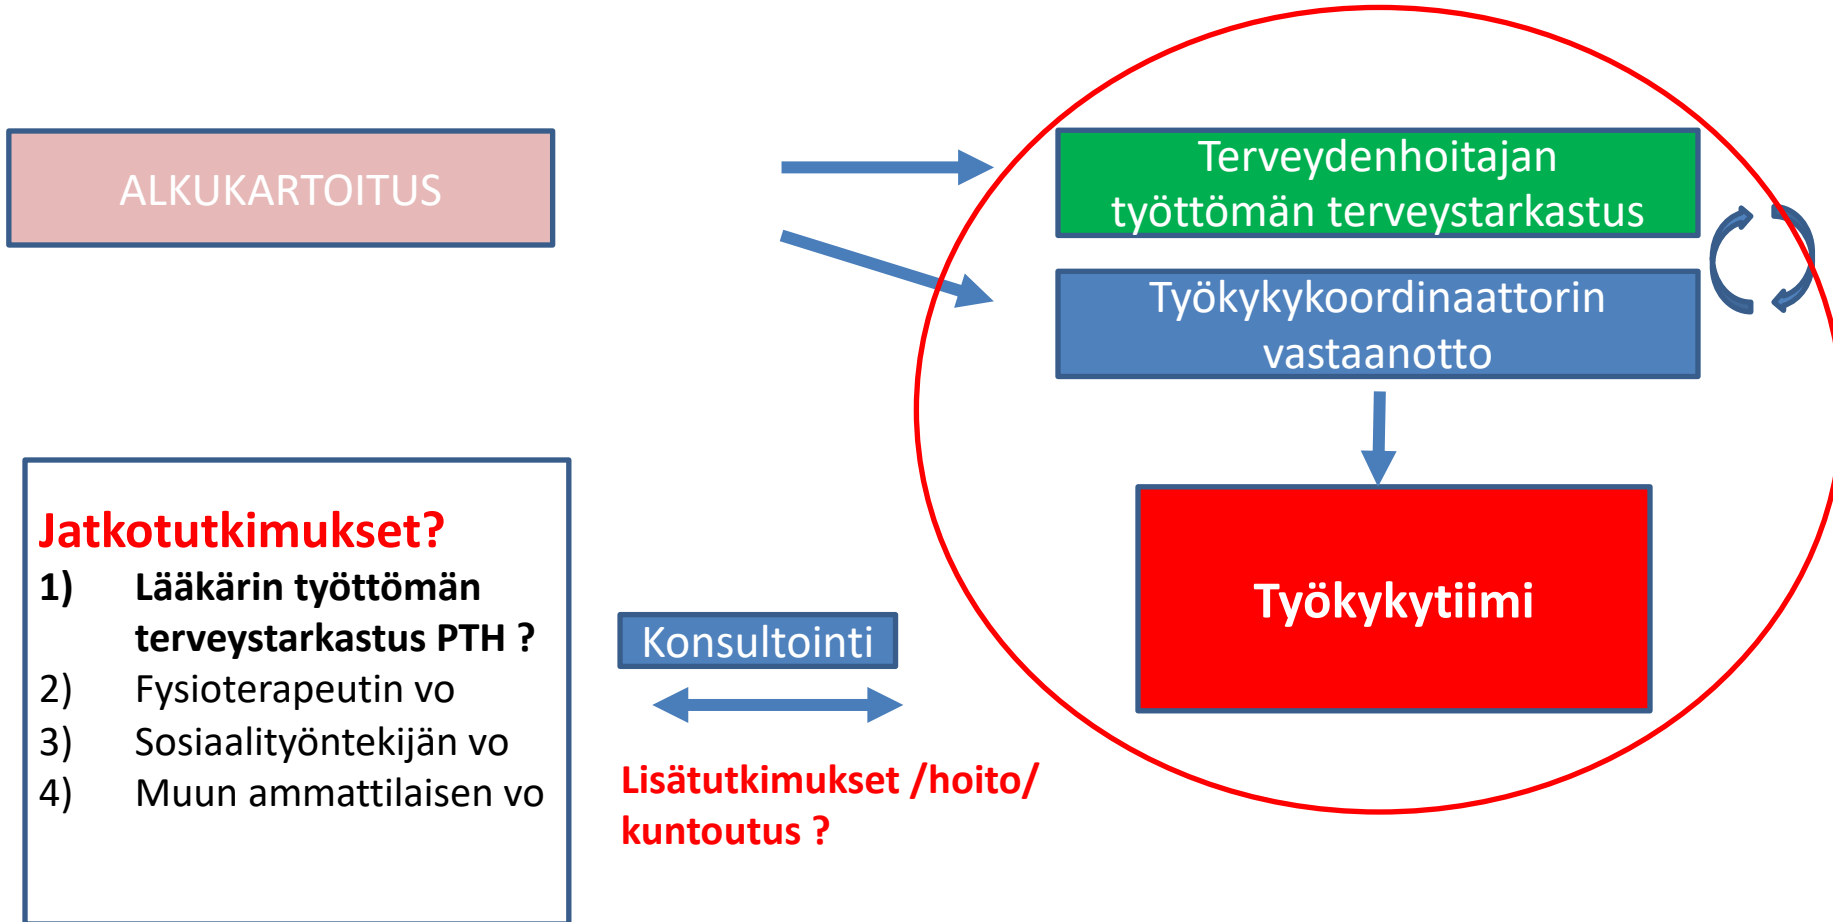 ALKUKARTOITUS
Terveydenhoitajan
työttömän terveystarkastus
Työkykykoordinaattorin
vastaanotto
Työkykytiimi
Jatkotutkimukset?
1) Lääkärin työttömän
terveystarkastus PTH ?
2) Fysioterapeutin vo
3) Sosiaalityöntekijän vo
4) Muun ammattilaisen vo
Konsultointi
Lisätutkimukset /hoito/
kuntoutus ?